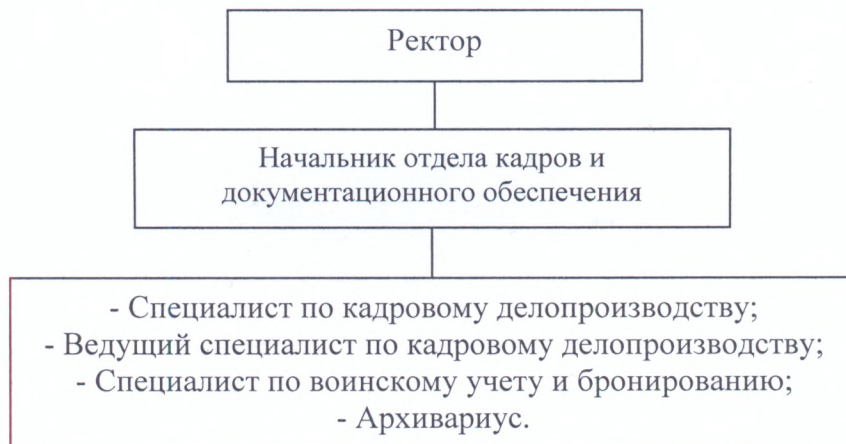 Ректор
Начальник отдела кадров и
документационного обеспечения
- Специалист по кадровому делопроизводству;
- Ведущий специалист по кадровому делопроизводству;
- Специалист по воинскому учету и бронированию;
- Архивариус.